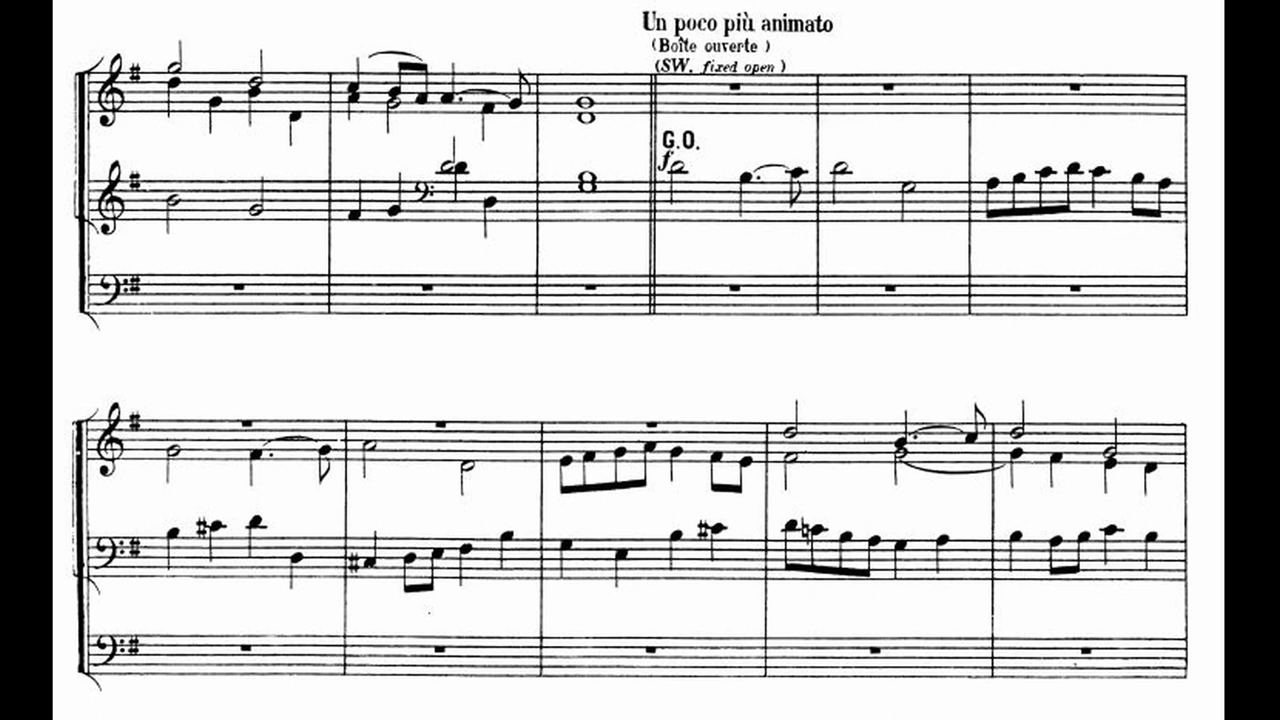 Un poco più animato
(Boîte ouverte )
(SW. fixed open )
G.O.
f